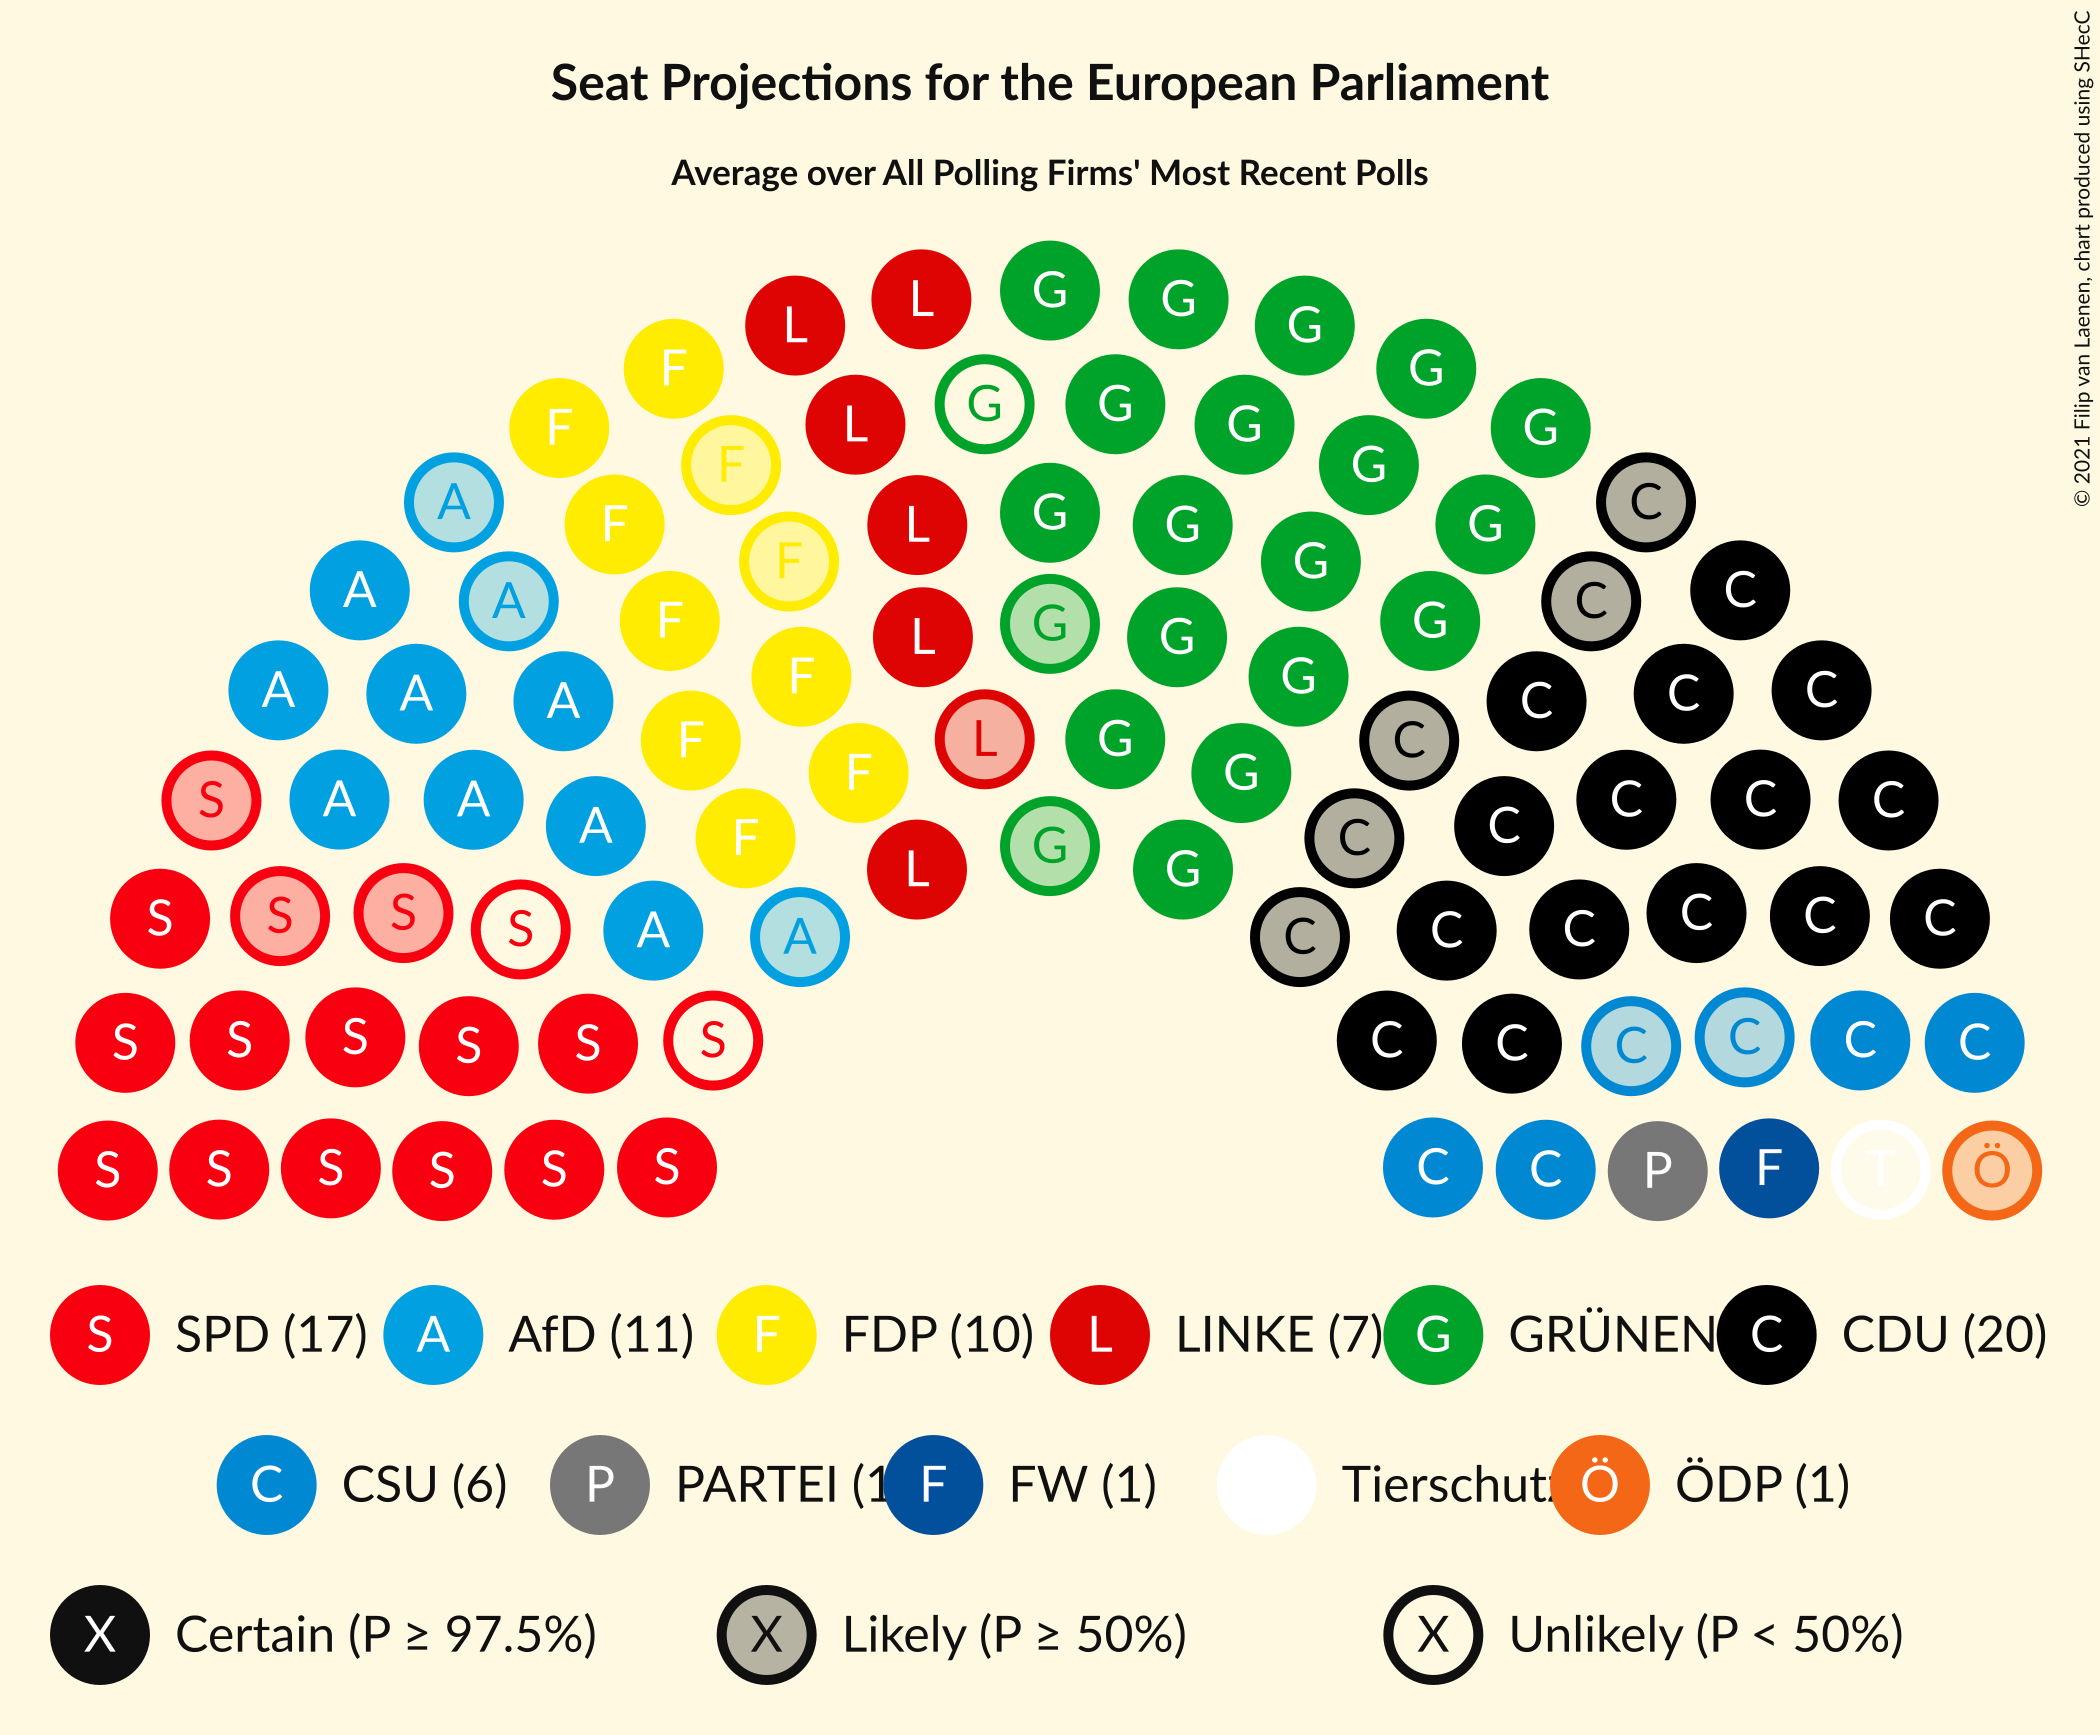 Seat Projections for the European Parliament
Average over All Polling Firms' Most Recent Polls
© 2021 Filip van Laenen, chart produced using SHecC
L L G G G G G
F F L G G G G G
A F F L G G G G C
A A F F L G G G C C
A A A F F L G G C C C C
S A A A F F L G G C C C C C
S S S S A A L G G C C C C C C C
S S S S S S C C C C C C
S S S S S S C C P F T Ö
S SPD (17) A AfD (11) F FDP (10) L LINKE (7) G GRÜNEN C CDU (20)
C CSU (6) P PARTEI (1 F FW (1) Tierschutz Ö ÖDP (1)
X Certain (P ≥ 97.5%) X Likely (P ≥ 50%) X Unlikely (P < 50%)